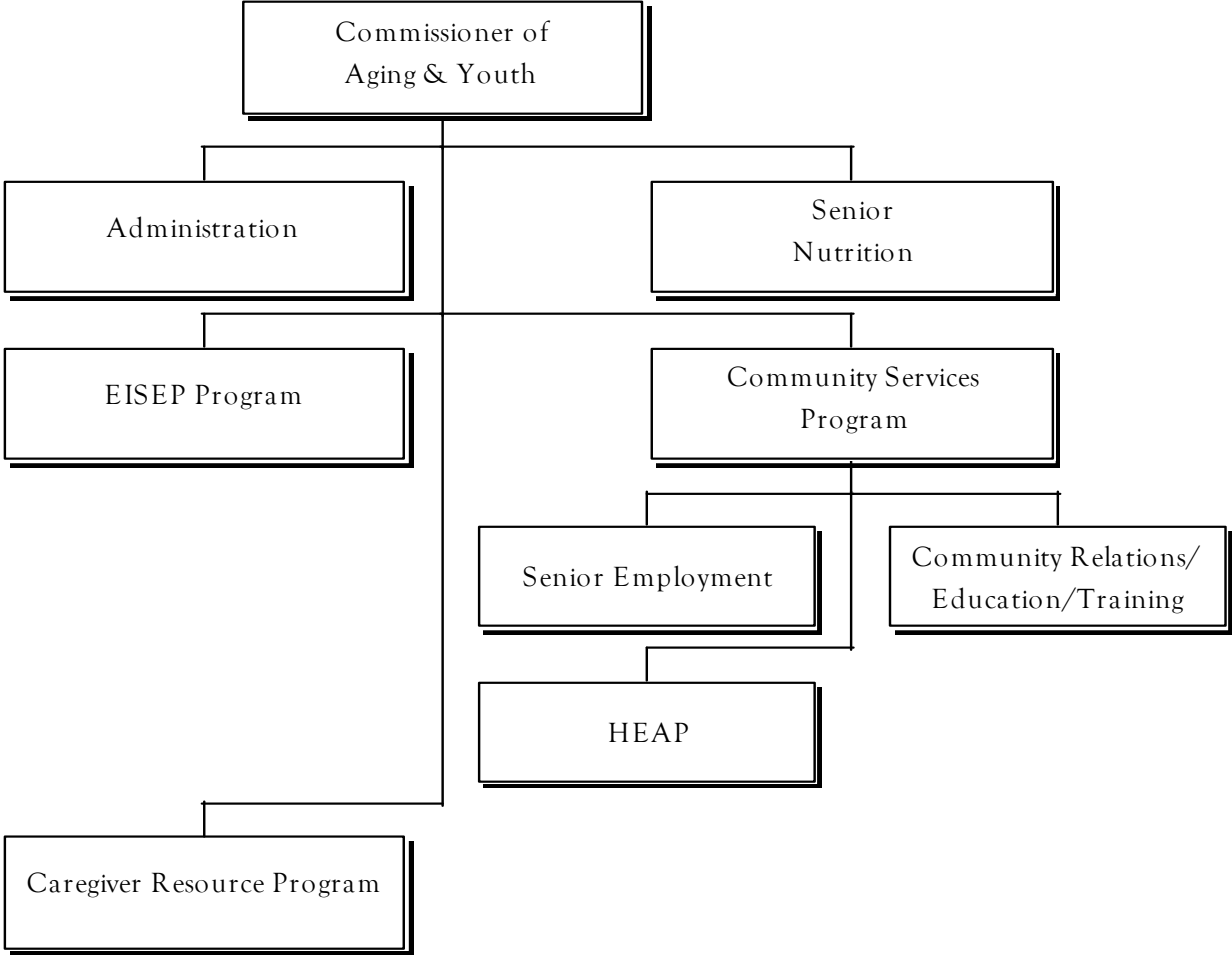 Commissioner of
Aging & Youth
Administration
Senior
Nutrition
EISEP Program
Community Services
Program
Senior Employment
Community Relations/
Education/Training
HEAP
Caregiver Resource Program